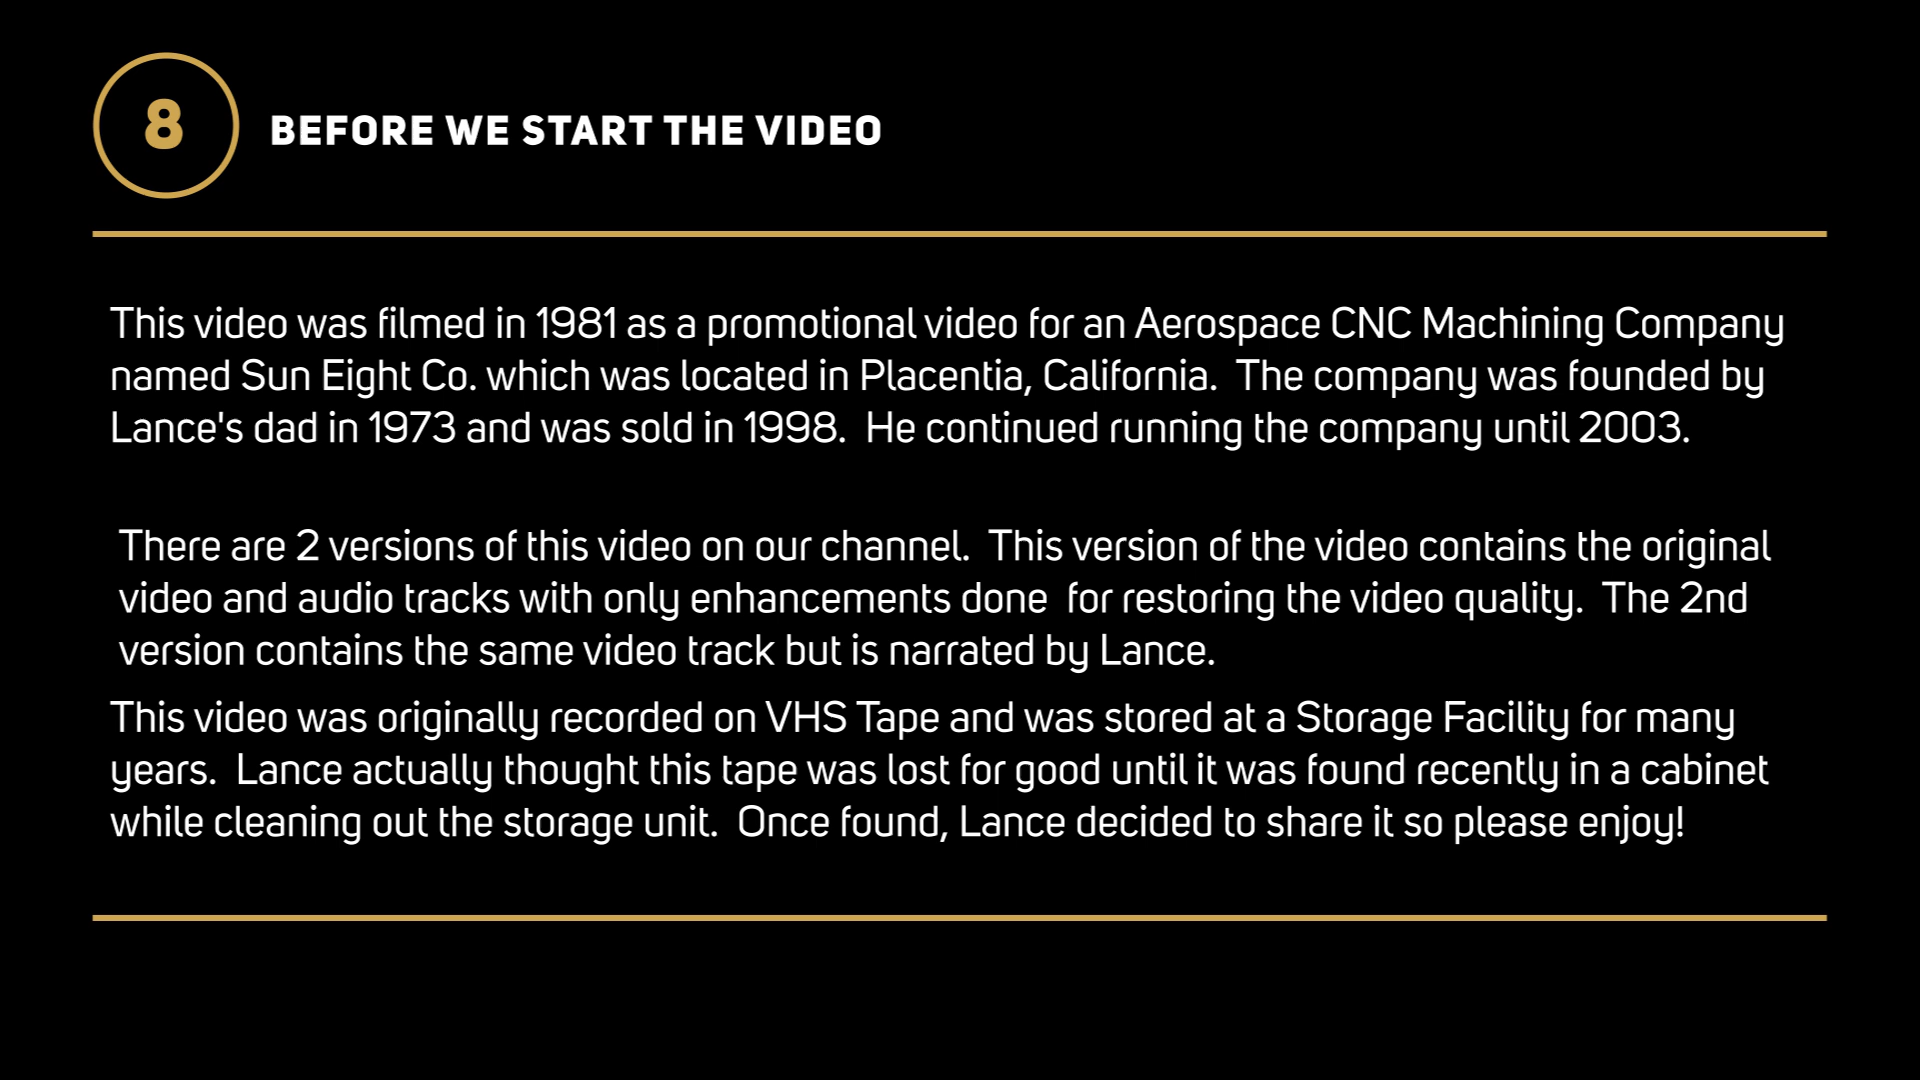 8
BEFORE WE START THE VIDEO
This video was filmed in 1981 as a promotional video for an Aerospace CNC Machining Company
named Sun Eight Co. which was located in Placentia, California.  The company was founded by
Lance's dad in 1973 and was sold in 1998.  He continued running the company until 2003.
There are 2 versions of this video on our channel.  This version of the video contains the original
video and audio tracks with only enhancements done  for restoring the video quality.  The 2nd
version contains the same video track but is narrated by Lance.
This video was originally recorded on VHS Tape and was stored at a Storage Facility for many
years.  Lance actually thought this tape was lost for good until it was found recently in a cabinet
while cleaning out the storage unit.  Once found, Lance decided to share it so please enjoy!